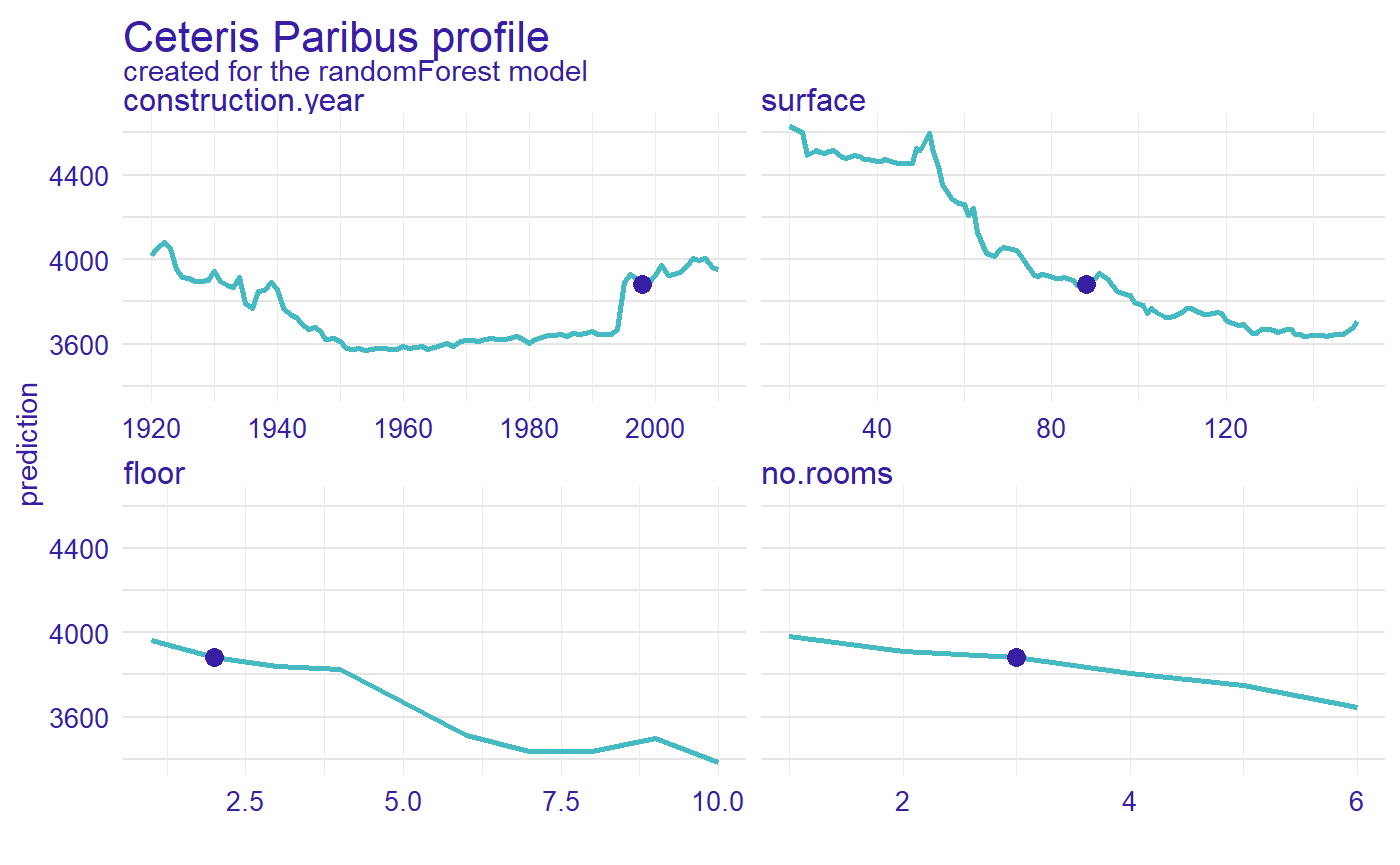 Ceteris Paribus profile
created for the randomForest model
construction.year
surface
4400
4000
3600
1920 1940 1960 1980 2000
40 80 120
prediction
floor
no.rooms
4400
4000
3600
2.5 5.0 7.5 10.0
2 4 6